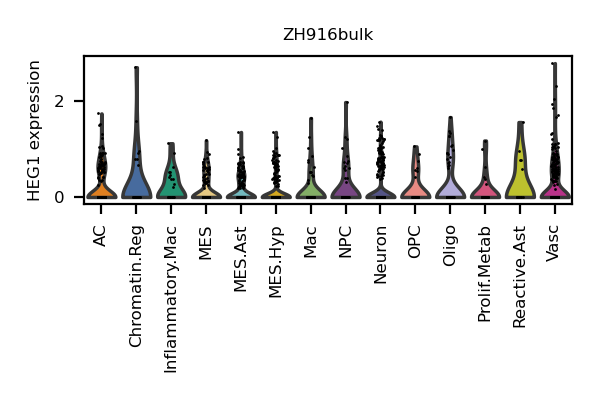 ZH916bulk
HEG1 expression
2
0
AC
Chromatin.Reg
Inflammatory.Mac
MES
MES.Ast
MES.Hyp
Mac
NPC
Neuron
OPC
Oligo
Prolif.Metab
Reactive.Ast
Vasc